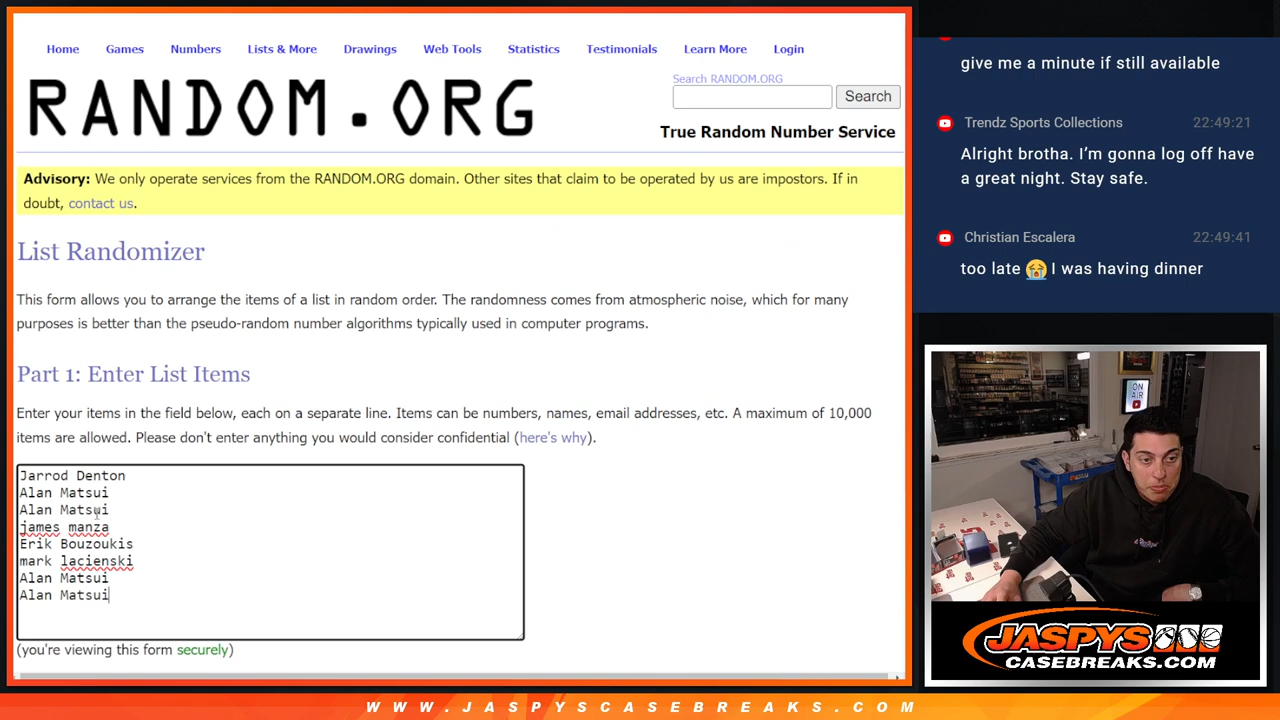 Home Games Numbers Lists & More Drawings Web Tools Statistics Testimonials Learn More Login
RANDOM.ORG
Search RANDOM.ORG
Search
True Random Number Service
Advisory: We only operate services from the RANDOM.ORG domain. Other sites that claim to be operated by us are impostors. If in
doubt, contact us.
List Randomizer
This form allows you to arrange the items of a list in random order. The randomness comes from atmospheric noise, which for many
purposes is better than the pseudo-random number algorithms typically used in computer programs.
Part 1: Enter List Items
Enter your items in the field below, each on a separate line. Items can be numbers, names, email addresses, etc. A maximum of 10,000
items are allowed. Please don't enter anything you would consider confidential (here's why).
Jarrod Denton
Alan Matsui
Alan Matsui
james manza
Erik Bouzoukis
mark lacienski
Alan Matsui
Alan Matsui
(you're viewing this form securely)
give me a minute if still available
Trendz Sports Collections 22:49:21
Alright brotha. I'm gonna log off have
a great night. Stay safe.
Christian Escalera 22:49:41
too late 😭 I was having dinner
ON
AIR
JASPYS
CASEBREAKS.COM
WWW.JASPYSCASEBREAKS.COM